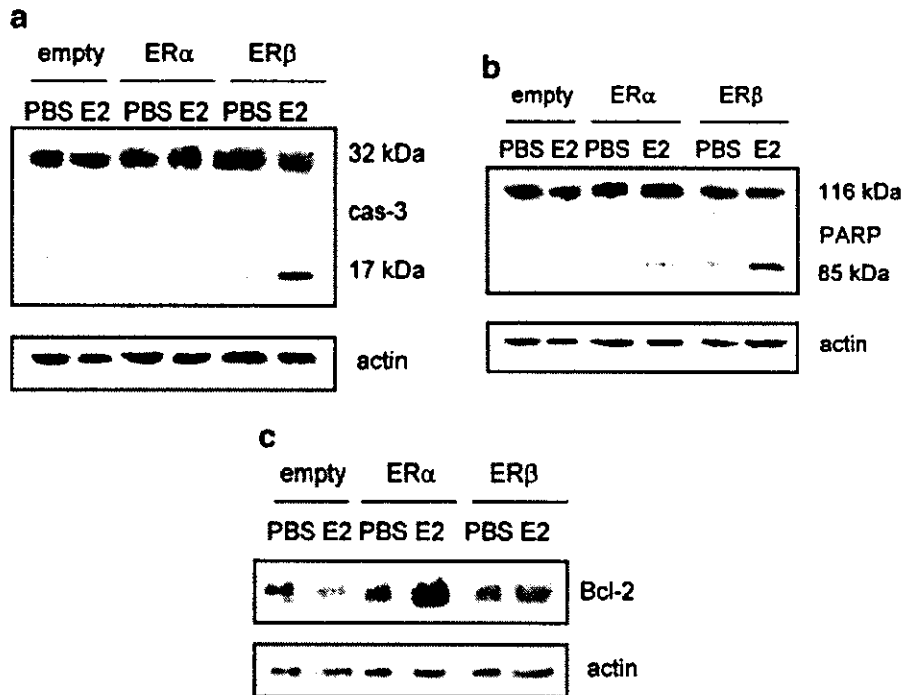 a
empty ERα ERβ
PBS E2 PBS E2 PBS E2
32 kDa
cas-3
17 kDa
actin
b
empty ERα ERβ
PBS E2 PBS E2 PBS E2
116 kDa
PARP
85 kDa
actin
c
empty ERα ERβ
PBS E2 PBS E2 PBS E2
Bcl-2
actin